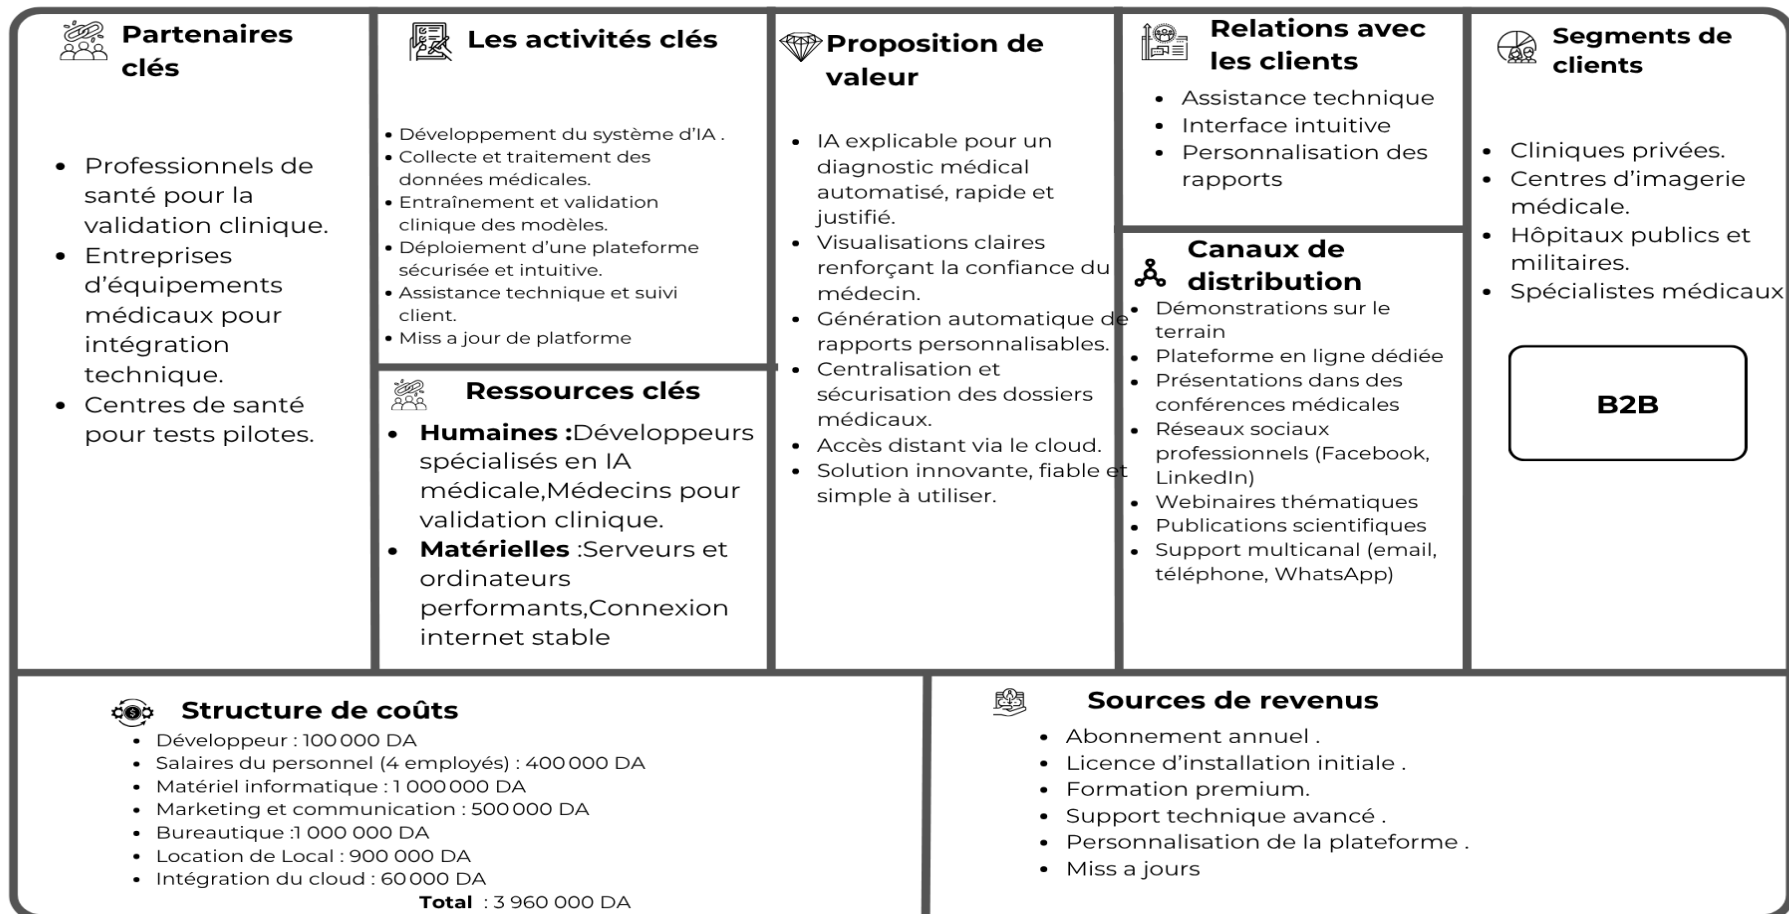 Partenaires
clés
Professionnels de
santé pour la
validation clinique.
Entreprises
d’équipements
médicaux pour
intégration
technique.
Centres de santé
pour tests pilotes.
Les activités clés
Développement du système d’IA .
Collecte et traitement des
données médicales.
Entraînement et validation
clinique des modèles.
Déploiement d’une plateforme
sécurisée et intuitive.
Assistance technique et suivi
client.
Miss a jour de platforme
Ressources clés
Humaines :Développeurs
spécialisés en IA
médicale,Médecins pour
validation clinique.
Matérielles :Serveurs et
ordinateurs
performants,Connexion
internet stable
Proposition de
valeur
IA explicable pour un
diagnostic médical
automatisé, rapide et
justifié.
Visualisations claires
renforçant la confiance du
médecin.
Génération automatique de
rapports personnalisables.
Centralisation et
sécurisation des dossiers
médicaux.
Accès distant via le cloud.
Solution innovante, fiable et
simple à utiliser.
Relations avec
les clients
Assistance technique
Interface intuitive
Personnalisation des
rapports
Canaux de
distribution
Démonstrations sur le
terrain
Plateforme en ligne dédiée
Présentations dans des
conférences médicales
Réseaux sociaux
professionnels (Facebook,
LinkedIn)
Webinaires thématiques
Publications scientifiques
Support multicanal (email,
téléphone, WhatsApp)
Segments de
clients
Cliniques privées.
Centres d’imagerie
médicale.
Hôpitaux publics et
militaires.
Spécialistes médicaux
B2B
Structure de coûts
Développeur : 100 000 DA
Salaires du personnel (4 employés) : 400 000 DA
Matériel informatique : 1 000 000 DA
Marketing et communication : 500 000 DA
Bureautique :1 000 000 DA
Location de Local : 900 000 DA
Intégration du cloud : 60 000 DA
Total : 3 960 000 DA
Sources de revenus
Abonnement annuel .
Licence d’installation initiale .
Formation premium.
Support technique avancé .
Personnalisation de la plateforme .
Miss a jours